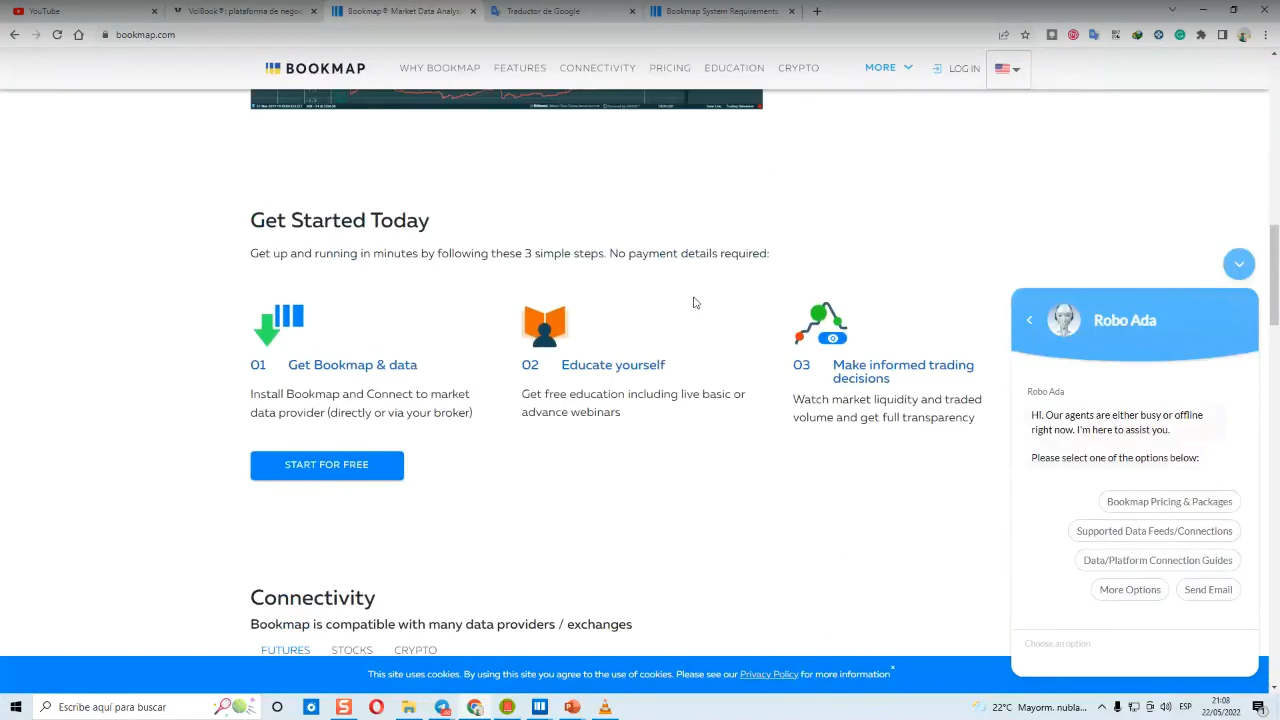 YouTube
VolBook® - plataforma de negoc
Bookmap® Market Data Analys
Traductor de Google
Bookmap System Requirements
bookmap.com
BOOKMAP
WHY BOOKMAP
FEATURES
CONNECTIVITY
PRICING
EDUCATION
CRYPTO
MORE
Get Started Today
Get up and running in minutes by following these 3 simple steps. No payment details required:
01 Get Bookmap & data
Install Bookmap and Connect to market
data provider (directly or via your broker)
02 Educate yourself
Get free education including live basic or
advance webinars
03 Make informed trading
decisions
Watch market liquidity and traded
volume and get full transparency
START FOR FREE
Connectivity
Bookmap is compatible with many data providers / exchanges
FUTURES STOCKS CRYPTO
Robo Ada
Robo Ada
HI. Our agents are either busy or offline
right now. I'm here to assist you.
Please select one of the options below:
Bookmap Pricing & Packages
Supported Data Feeds/Connections
Data/Platform Connection Guides
More Options
Send Email
Choose an option
This site uses cookies. By using this site you agree to the use of cookies. Please see our Privacy Policy for more information
Escribe aquí para buscar
22°C Mayorm. nubla...
ESP
21:08
22/05/2022